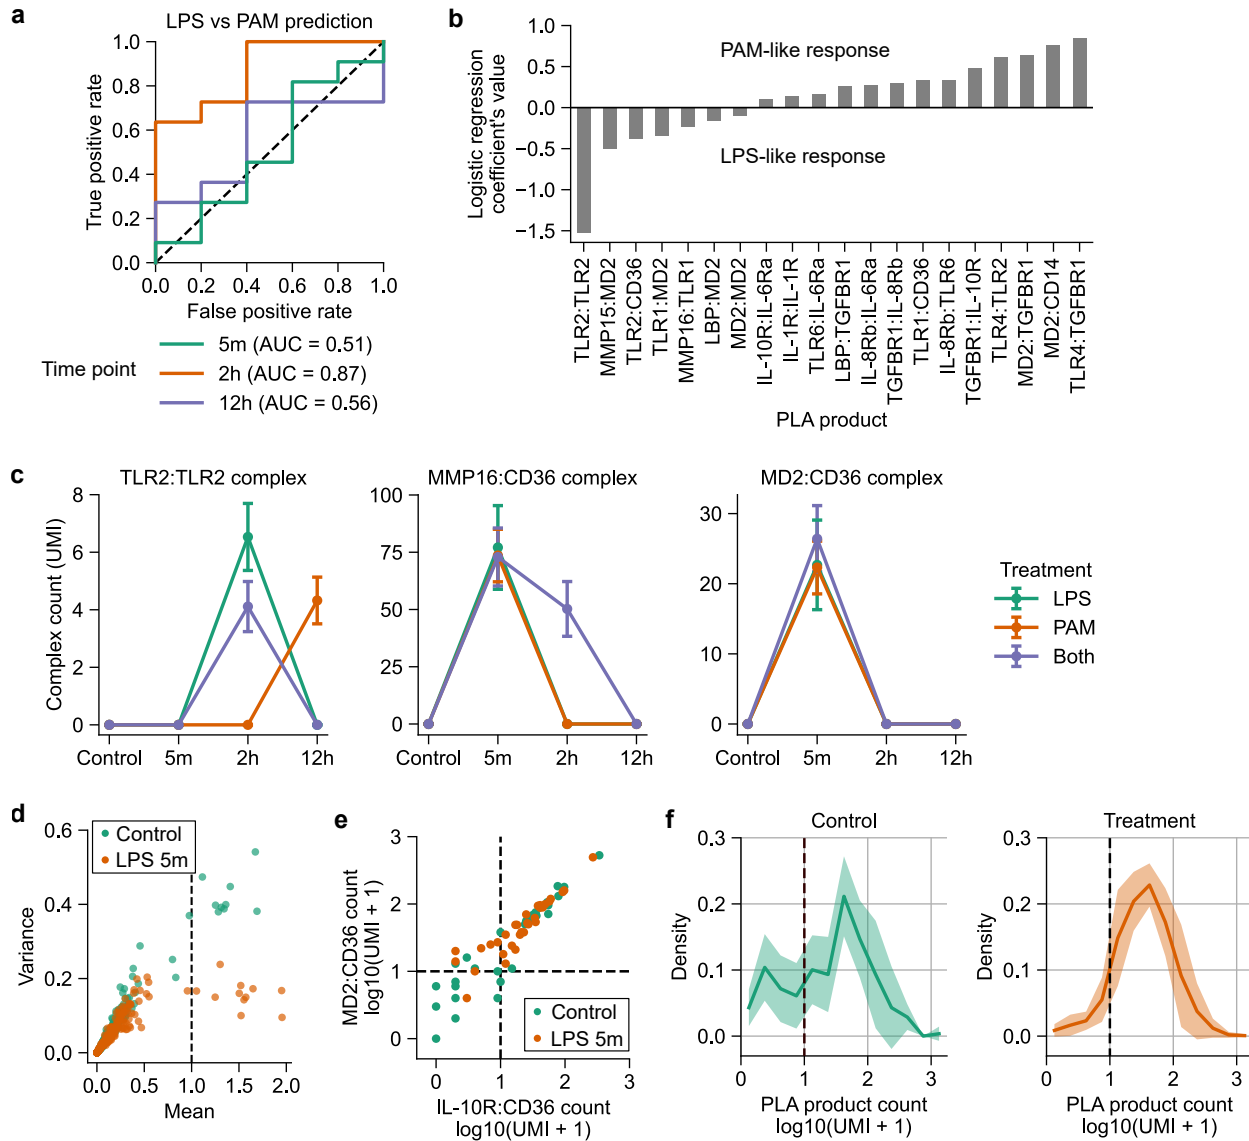 a
LPS vs PAM prediction
1.0
0.8
0.6
0.4
0.2
0.0
True positive rate
0.0 0.2 0.4 0.6 0.8 1.0
False positive rate
Time point
5m (AUC = 0.51)
2h (AUC = 0.87)
12h (AUC = 0.56)
b
Logistic regression
coefficient's value
1.0
0.5
0.0
−0.5
−1.0
−1.5
PAM-like response
LPS-like response
TLR2:TLR2
MMP15:MD2
TLR2:CD36
TLR1:MD2
MMP16:TLR1
LBP:MD2
MD2:MD2
IL-10R:IL-6Ra
IL-1R:IL-1R
TLR6:IL-6Ra
LBP:TGFBR1
IL-8Rb:IL-6Ra
TGFBR1:IL-8Rb
TLR1:CD36
IL-8Rb:TLR6
TGFBR1:IL-10R
TLR4:TLR2
MD2:TGFBR1
MD2:CD14
TLR4:TGFBR1
PLA product
c
TLR2:TLR2 complex
Complex count (UMI)
8
6
4
2
0
Control 5m 2h 12h
MMP16:CD36 complex
100
75
50
25
0
Control 5m 2h 12h
MD2:CD36 complex
30
20
10
0
Control 5m 2h 12h
Treatment
LPS
PAM
Both
d
Variance
0.6
0.4
0.2
0.0
Control
LPS 5m
0.0 0.5 1.0 1.5 2.0
Mean
e
MD2:CD36 count
log10(UMI + 1)
3
2
1
0
Control
LPS 5m
0 1 2 3
IL-10R:CD36 count
log10(UMI + 1)
f
Control
Density
0.3
0.2
0.1
0.0
0 1 2 3
PLA product count
log10(UMI + 1)
Treatment
Density
0.3
0.2
0.1
0.0
0 1 2 3
PLA product count
log10(UMI + 1)